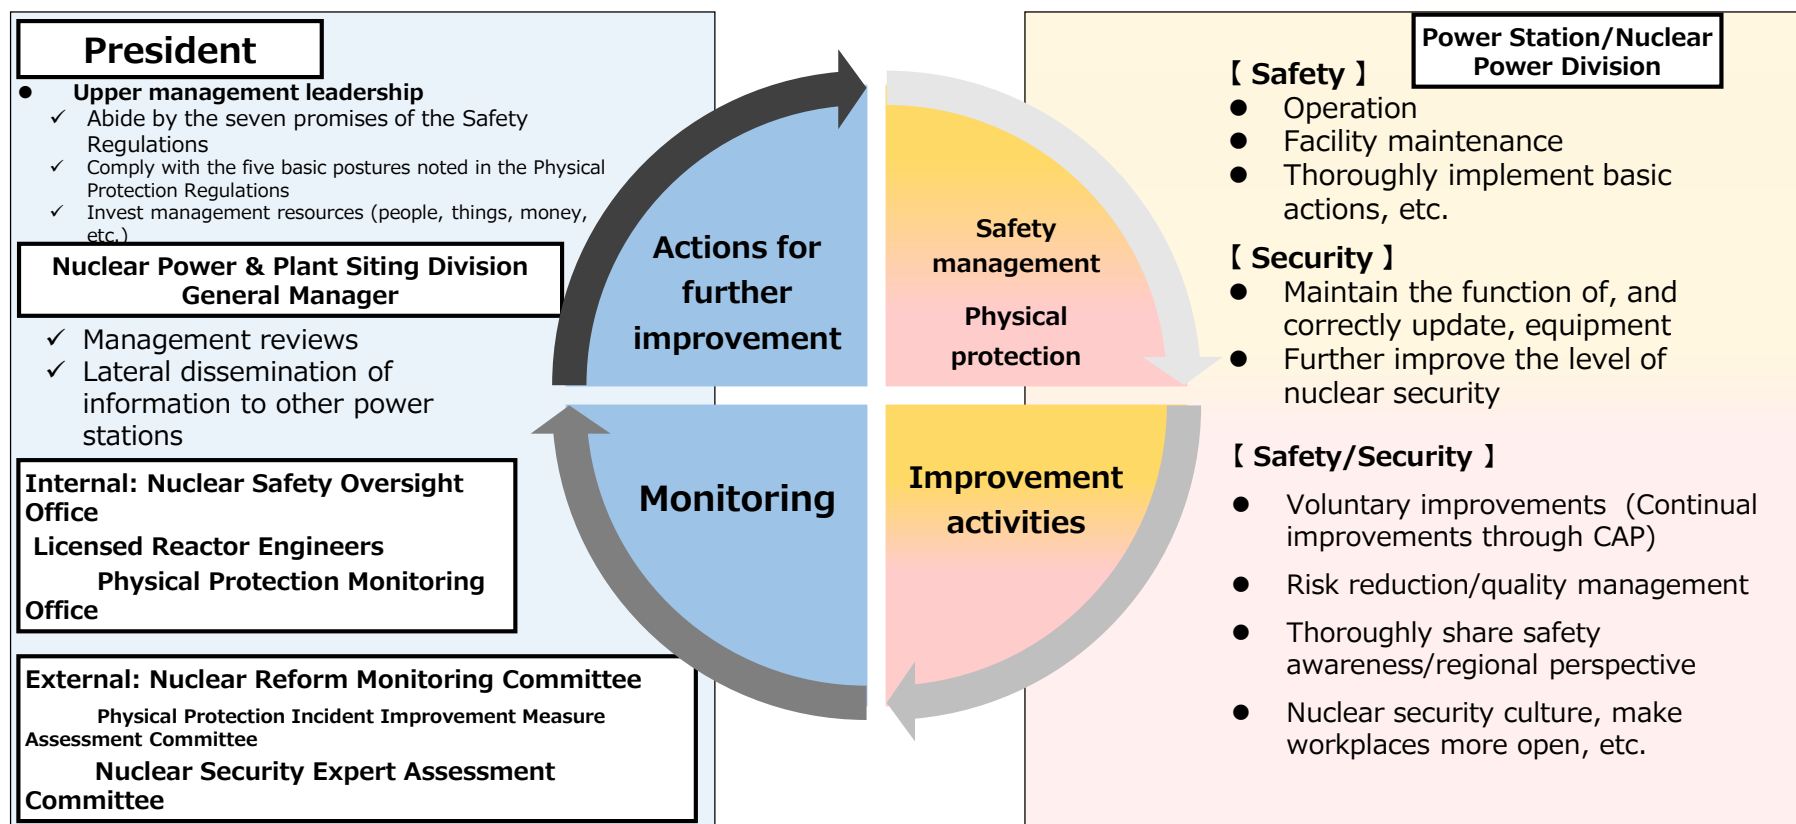 President
● Upper management leadership
✓ Abide by the seven promises of the Safety
Regulations
✓ Comply with the five basic postures noted in the Physical
Protection Regulations
✓ Invest management resources (people, things, money,
etc.)
Nuclear Power & Plant Siting Division
General Manager
✓ Management reviews
✓ Lateral dissemination of
information to other power
stations
Internal: Nuclear Safety Oversight
Office
Licensed Reactor Engineers
Physical Protection Monitoring
Office
External: Nuclear Reform Monitoring Committee
Physical Protection Incident Improvement Measure
Assessment Committee
Nuclear Security Expert Assessment
Committee
Actions for
further
improvement
Safety
management
Physical
protection
Monitoring
Improvement
activities
Power Station/Nuclear
Power Division
【 Safety 】
● Operation
● Facility maintenance
● Thoroughly implement basic
actions, etc.
【 Security 】
● Maintain the function of, and
correctly update, equipment
● Further improve the level of
nuclear security
【 Safety/Security 】
● Voluntary improvements (Continual
improvements through CAP)
● Risk reduction/quality management
● Thoroughly share safety
awareness/regional perspective
● Nuclear security culture, make
workplaces more open, etc.